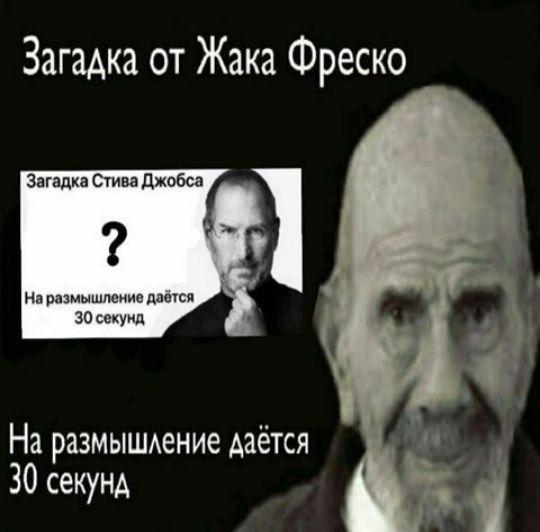 Загадка от Жака Фреско
Загадка Стива Джобса
?
На размышление даётся
30 секунд
На размышление даётся
30 секунд